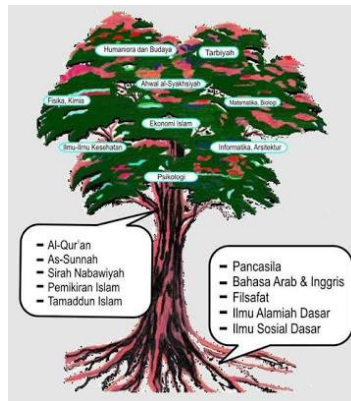 Humaniora dan Budaya
Tarbiyah
Ahwal al-Syakhsiyah
Fisika, Kimia
Matematika, Biologi
Ekonomi Islam
Ilmu-Ilmu Kesehatan
Informatika, Arsitektur
Psikologi
- Al-Qur'an
- As-Sunnah
- Sirah Nabawiyah
- Pemikiran Islam
- Tamaddun Islam
- Pancasila
- Bahasa Arab & Inggris
- Filsafat
- Ilmu Alamiah Dasar
- Ilmu Sosial Dasar